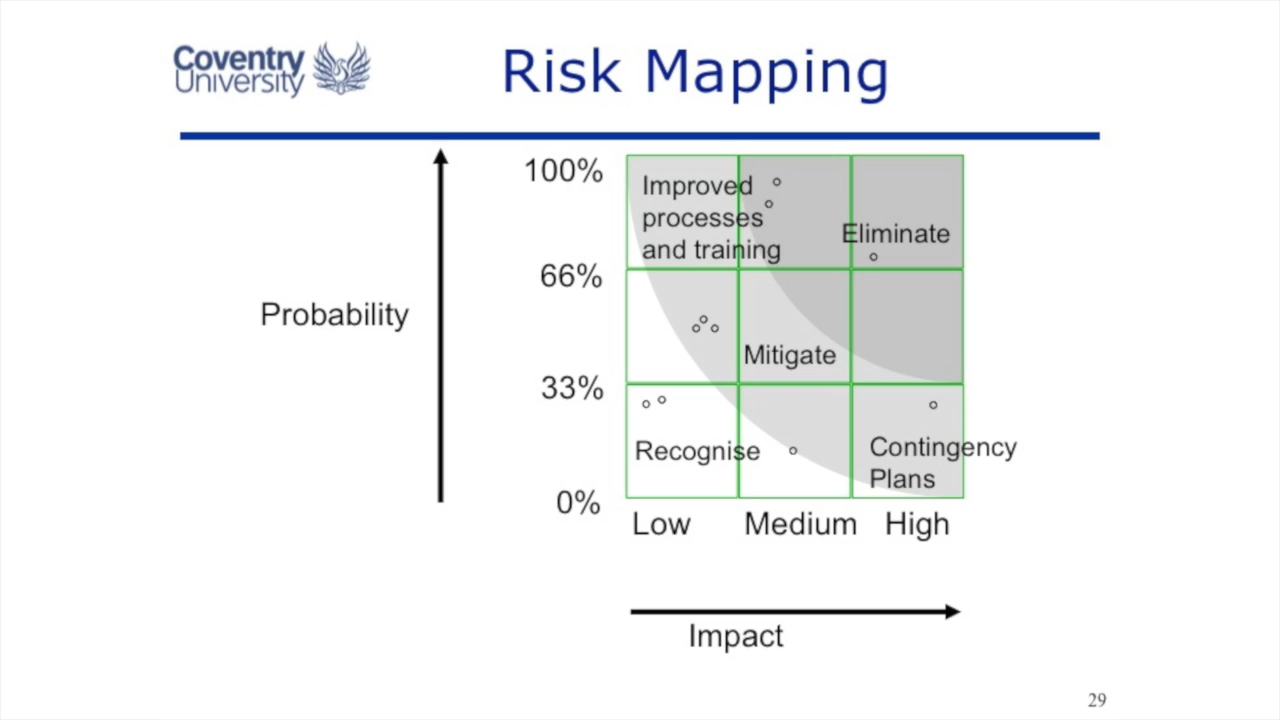 Coventry
University
Risk Mapping
100%
Improved
processes
and training
Eliminate
66%
Probability
Mitigate
33%
Recognise
Contingency
Plans
0%
Low Medium High
Impact
29